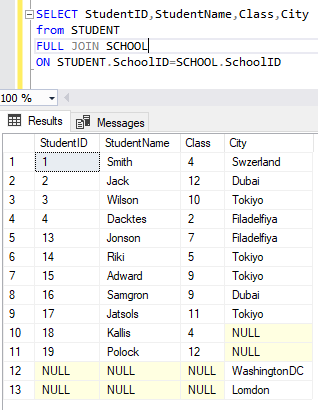 SELECT StudentID,StudentName,Class,City
from STUDENT
FULL JOIN SCHOOL
ON STUDENT.SchoolID=SCHOOL.SchoolID
100 %
Results Messages
StudentID StudentName Class City
1 1 Smith 4 Swzerland
2 2 Jack 12 Dubai
3 3 Wilson 10 Tokiyo
4 4 Dacktes 2 Filadelfiya
5 13 Jonson 7 Filadelfiya
6 14 Riki 5 Tokiyo
7 15 Adward 9 Tokiyo
8 16 Samgron 9 Dubai
9 17 Jatsols 11 Tokiyo
10 18 Kallis 4 NULL
11 19 Polock 12 NULL
12 NULL NULL NULL WashingtonDC
13 NULL NULL NULL Lomdon